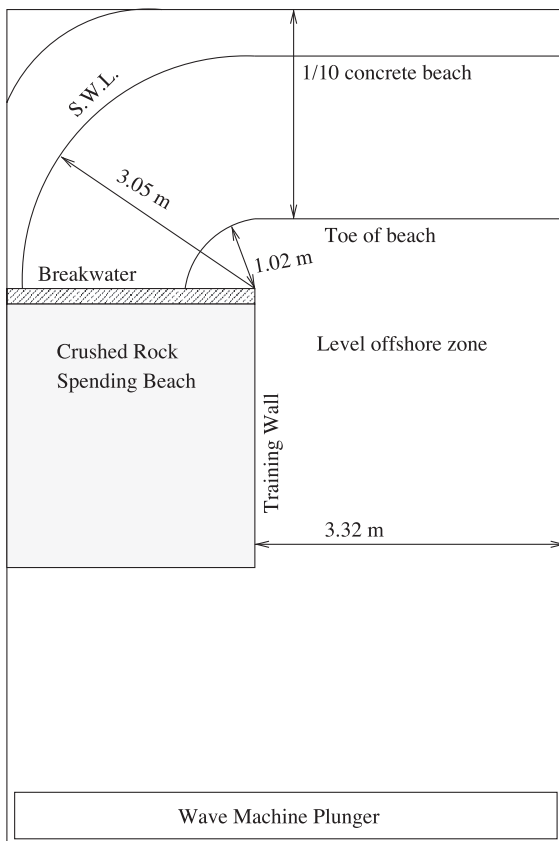 S.W.L.
1/10 concrete beach
3.05 m
Toe of beach
1.02 m
Breakwater
Level offshore zone
Crushed Rock
Spending Beach
Training Wall
3.32 m
Wave Machine Plunger